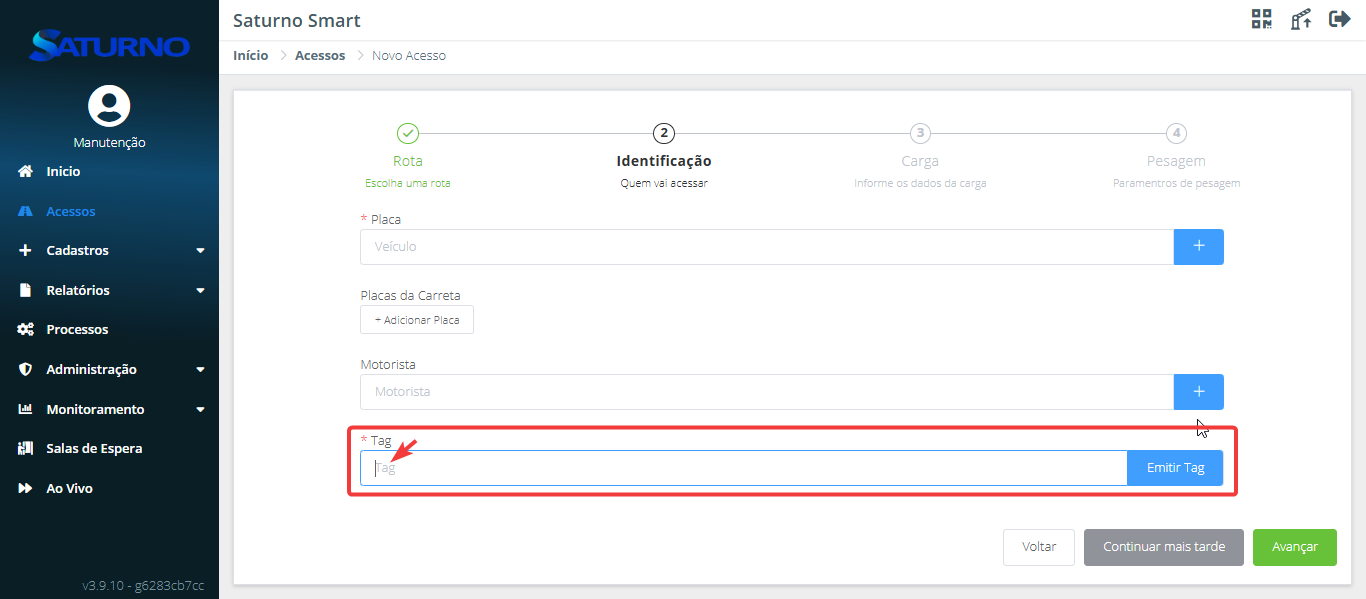 SATURNO
Manutenção
Inicio
Acessos
Cadastros
Relatórios
Processos
Administração
Monitoramento
Salas de Espera
Ao Vivo
v3.9.10 - g6283cb7cc
Saturno Smart
Início > Acessos > Novo Acesso
2 3 4
Rota Identificação Carga Pesagem
Escolha uma rota Quem vai acessar Informe os dados da carga Paramentros de pesagem
* Placa
Veículo +
Placas da Carreta
+ Adicionar Placa
Motorista
Motorista +
* Tag
Tag Emitir Tag
Voltar Continuar mais tarde Avançar